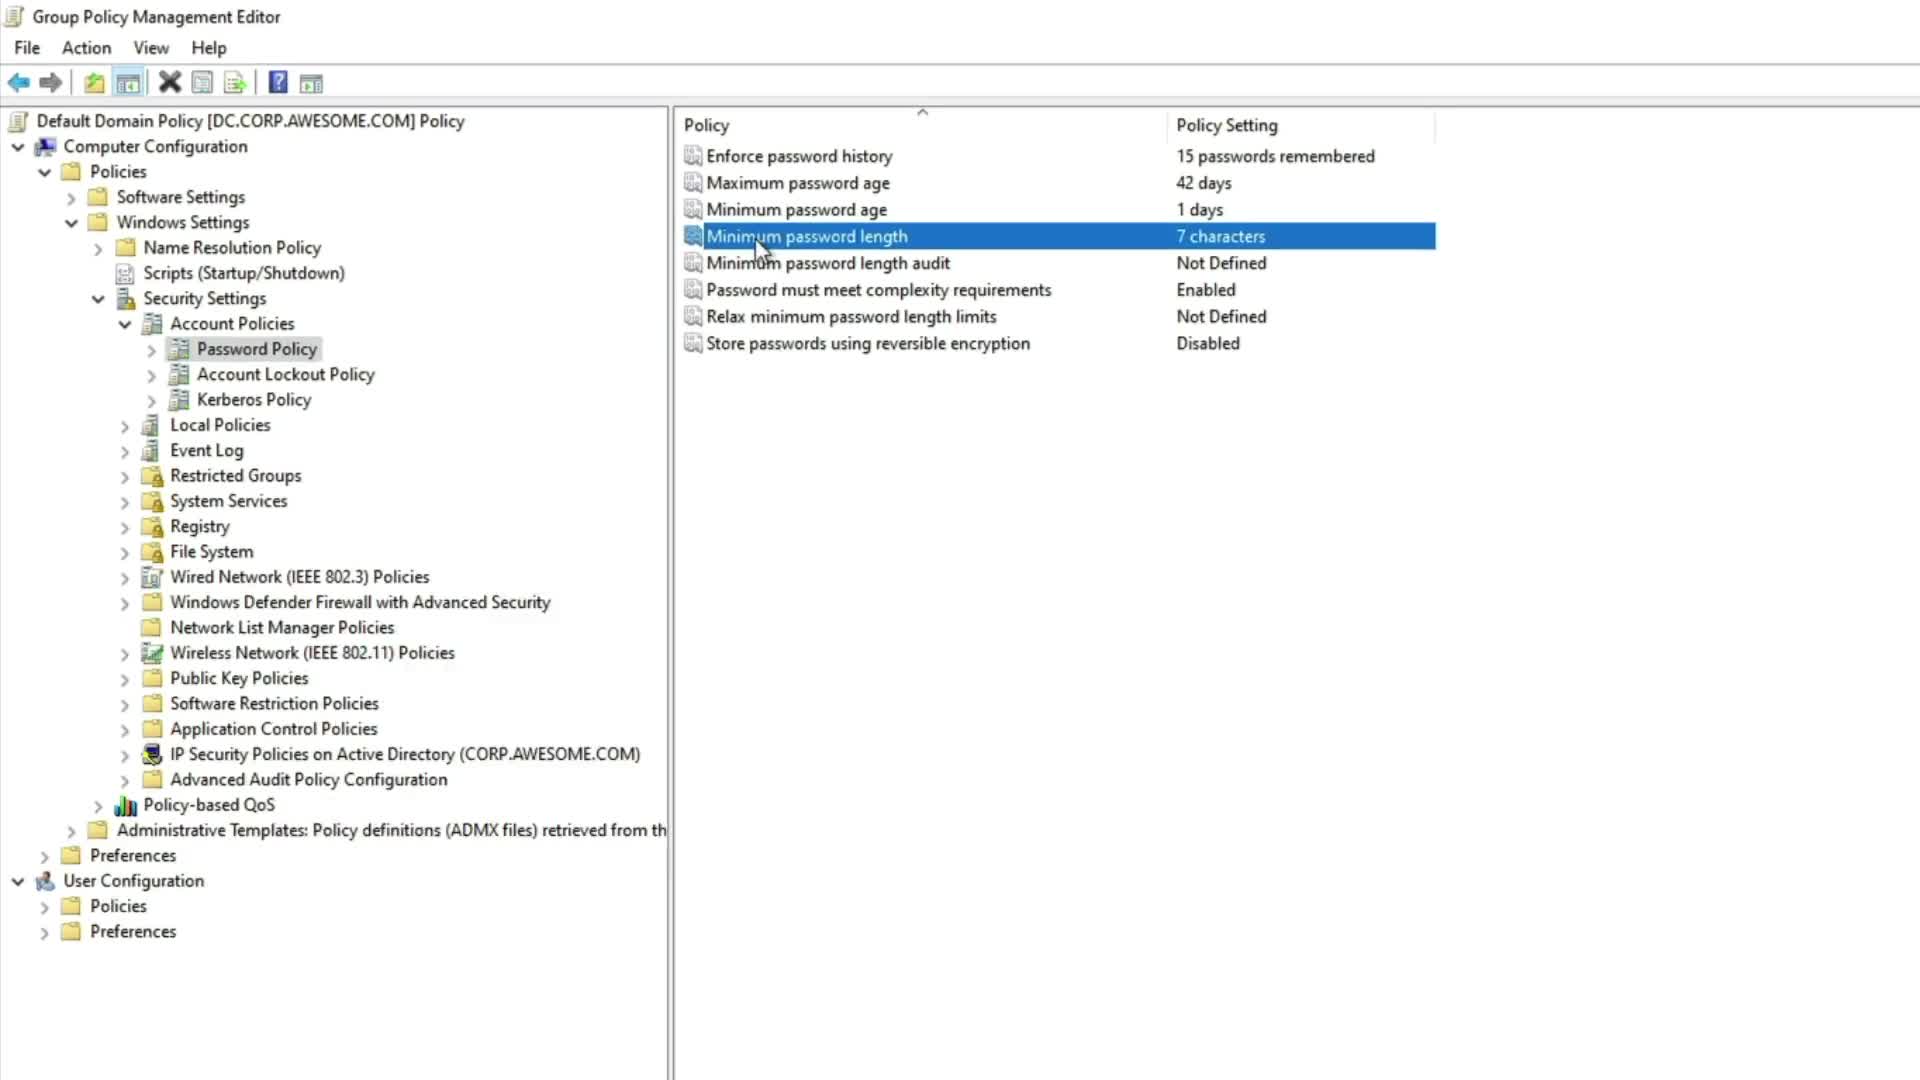 Group Policy Management Editor
File Action View Help
Default Domain Policy [DC.CORP.AWESOME.COM] Policy
Computer Configuration
Policies
Software Settings
Windows Settings
Name Resolution Policy
Scripts (Startup/Shutdown)
Security Settings
Account Policies
Password Policy
Account Lockout Policy
Kerberos Policy
Local Policies
Event Log
Restricted Groups
System Services
Registry
File System
Wired Network (IEEE 802.3) Policies
Windows Defender Firewall with Advanced Security
Network List Manager Policies
Wireless Network (IEEE 802.11) Policies
Public Key Policies
Software Restriction Policies
Application Control Policies
IP Security Policies on Active Directory (CORP.AWESOME.COM)
Advanced Audit Policy Configuration
Policy-based QoS
Administrative Templates: Policy definitions (ADMX files) retrieved from th
Preferences
User Configuration
Policies
Preferences
Policy Policy Setting
Enforce password history 15 passwords remembered
Maximum password age 42 days
Minimum password age 1 days
Minimum password length 7 characters
Minimum password length audit Not Defined
Password must meet complexity requirements Enabled
Relax minimum password length limits Not Defined
Store passwords using reversible encryption Disabled